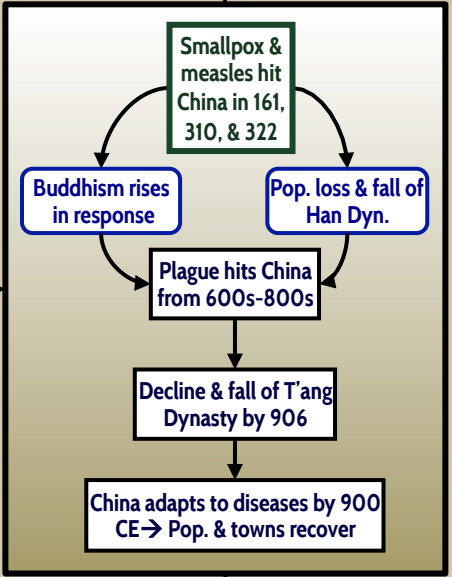 Smallpox &
measles hit
China in 161,
310, & 322
Buddhism rises
in response
Pop. loss & fall of
Han Dyn.
Plague hits China
from 600s-800s
Decline & fall of T’ang
Dynasty by 906
China adapts to diseases by 900
CE→ Pop. & towns recover